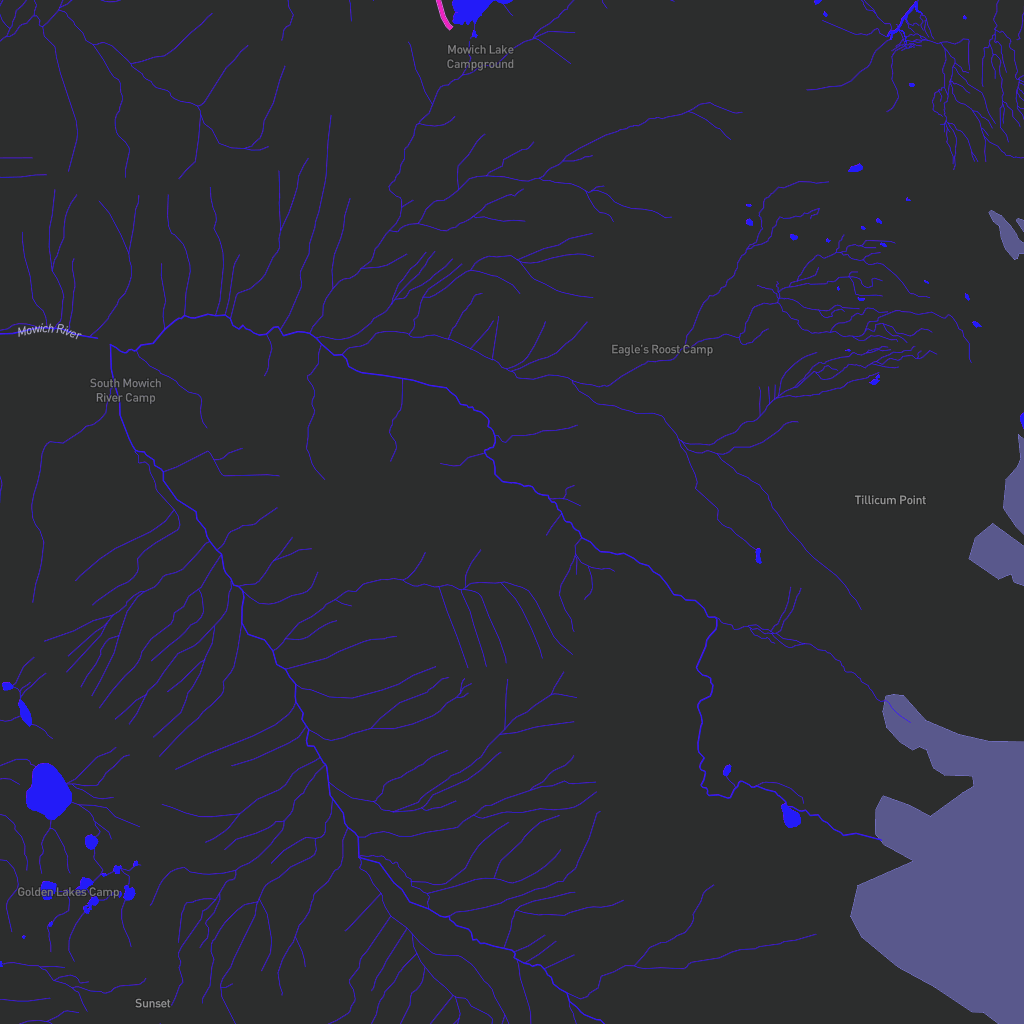 Mowich Lake
Campground
Mowich River
Eagle's Roost Camp
South Mowich
River Camp
Tillicum Point
Golden Lakes Camp
Sunset